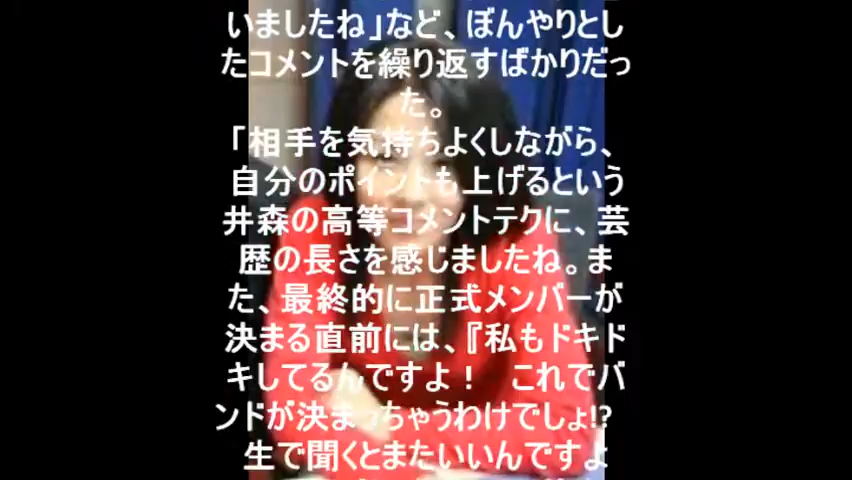 いましたね」など、ぼんやりとし
たコメントを繰り返すばかりだっ
た。
「相手を気持ちよくしながら、
自分のポイントも上げるという
井森の高等コメントテクに、芸
歴の長さを感じましたね。ま
た、最終的に正式メンバーが
決まる直前には、『私もドキド
キしてるんですよ！　これでバ
ンドが決まっちゃうわけでしょ!?
生で聞くとまたいいんですよ